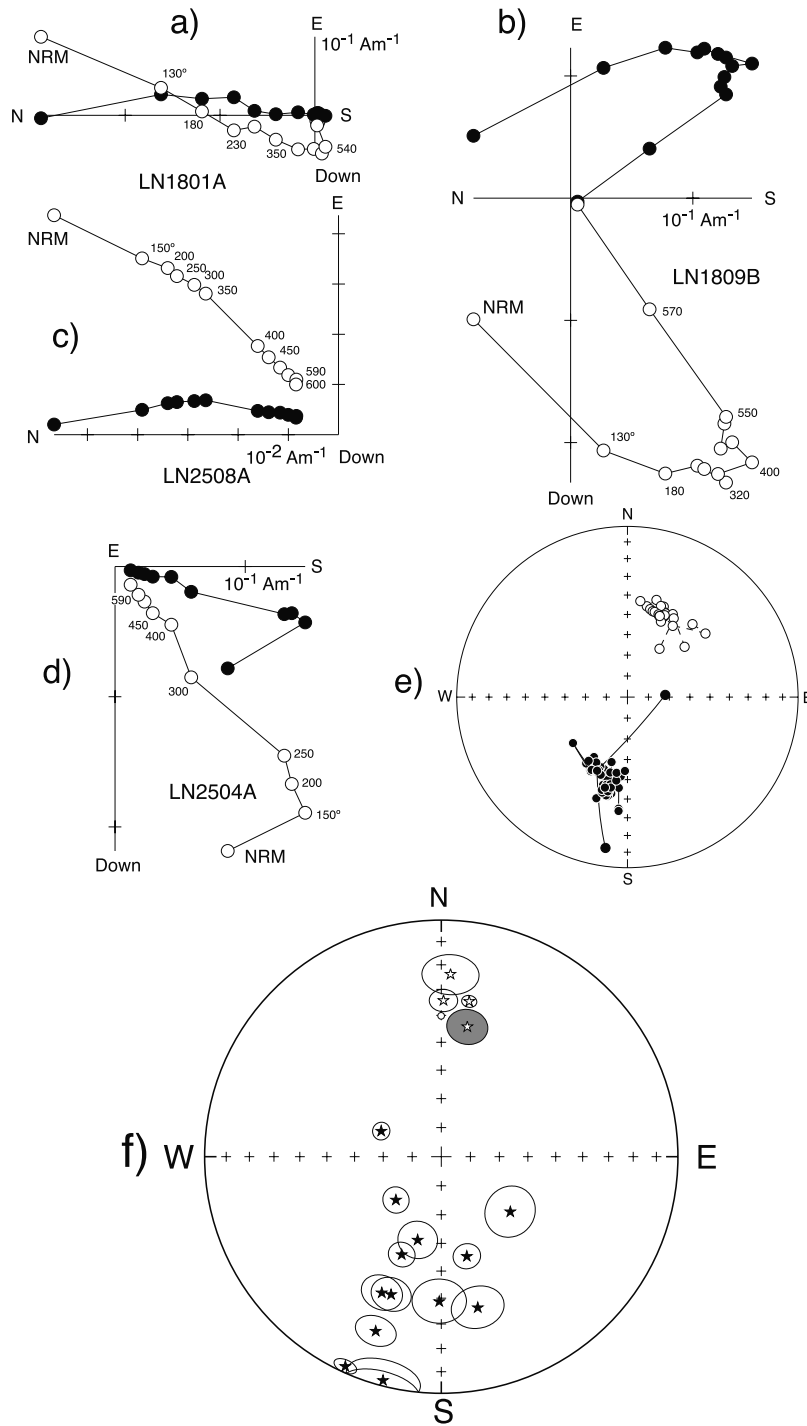 a)
E
10⁻¹ Am⁻¹
NRM
130°
N
S
180
230
350
540
Down
LN1801A
b)
E
N
S
10⁻¹ Am⁻¹
LN1809B
NRM
570
550
130°
180
400
320
Down
c)
E
NRM
150°
200
250
300
350
400
450
590
600
N
10⁻² Am⁻¹
Down
LN2508A
d)
E
S
10⁻¹ Am⁻¹
590
450
400
300
250
200
150°
LN2504A
NRM
Down
e)
N
W
E
S
f)
N
W
E
S